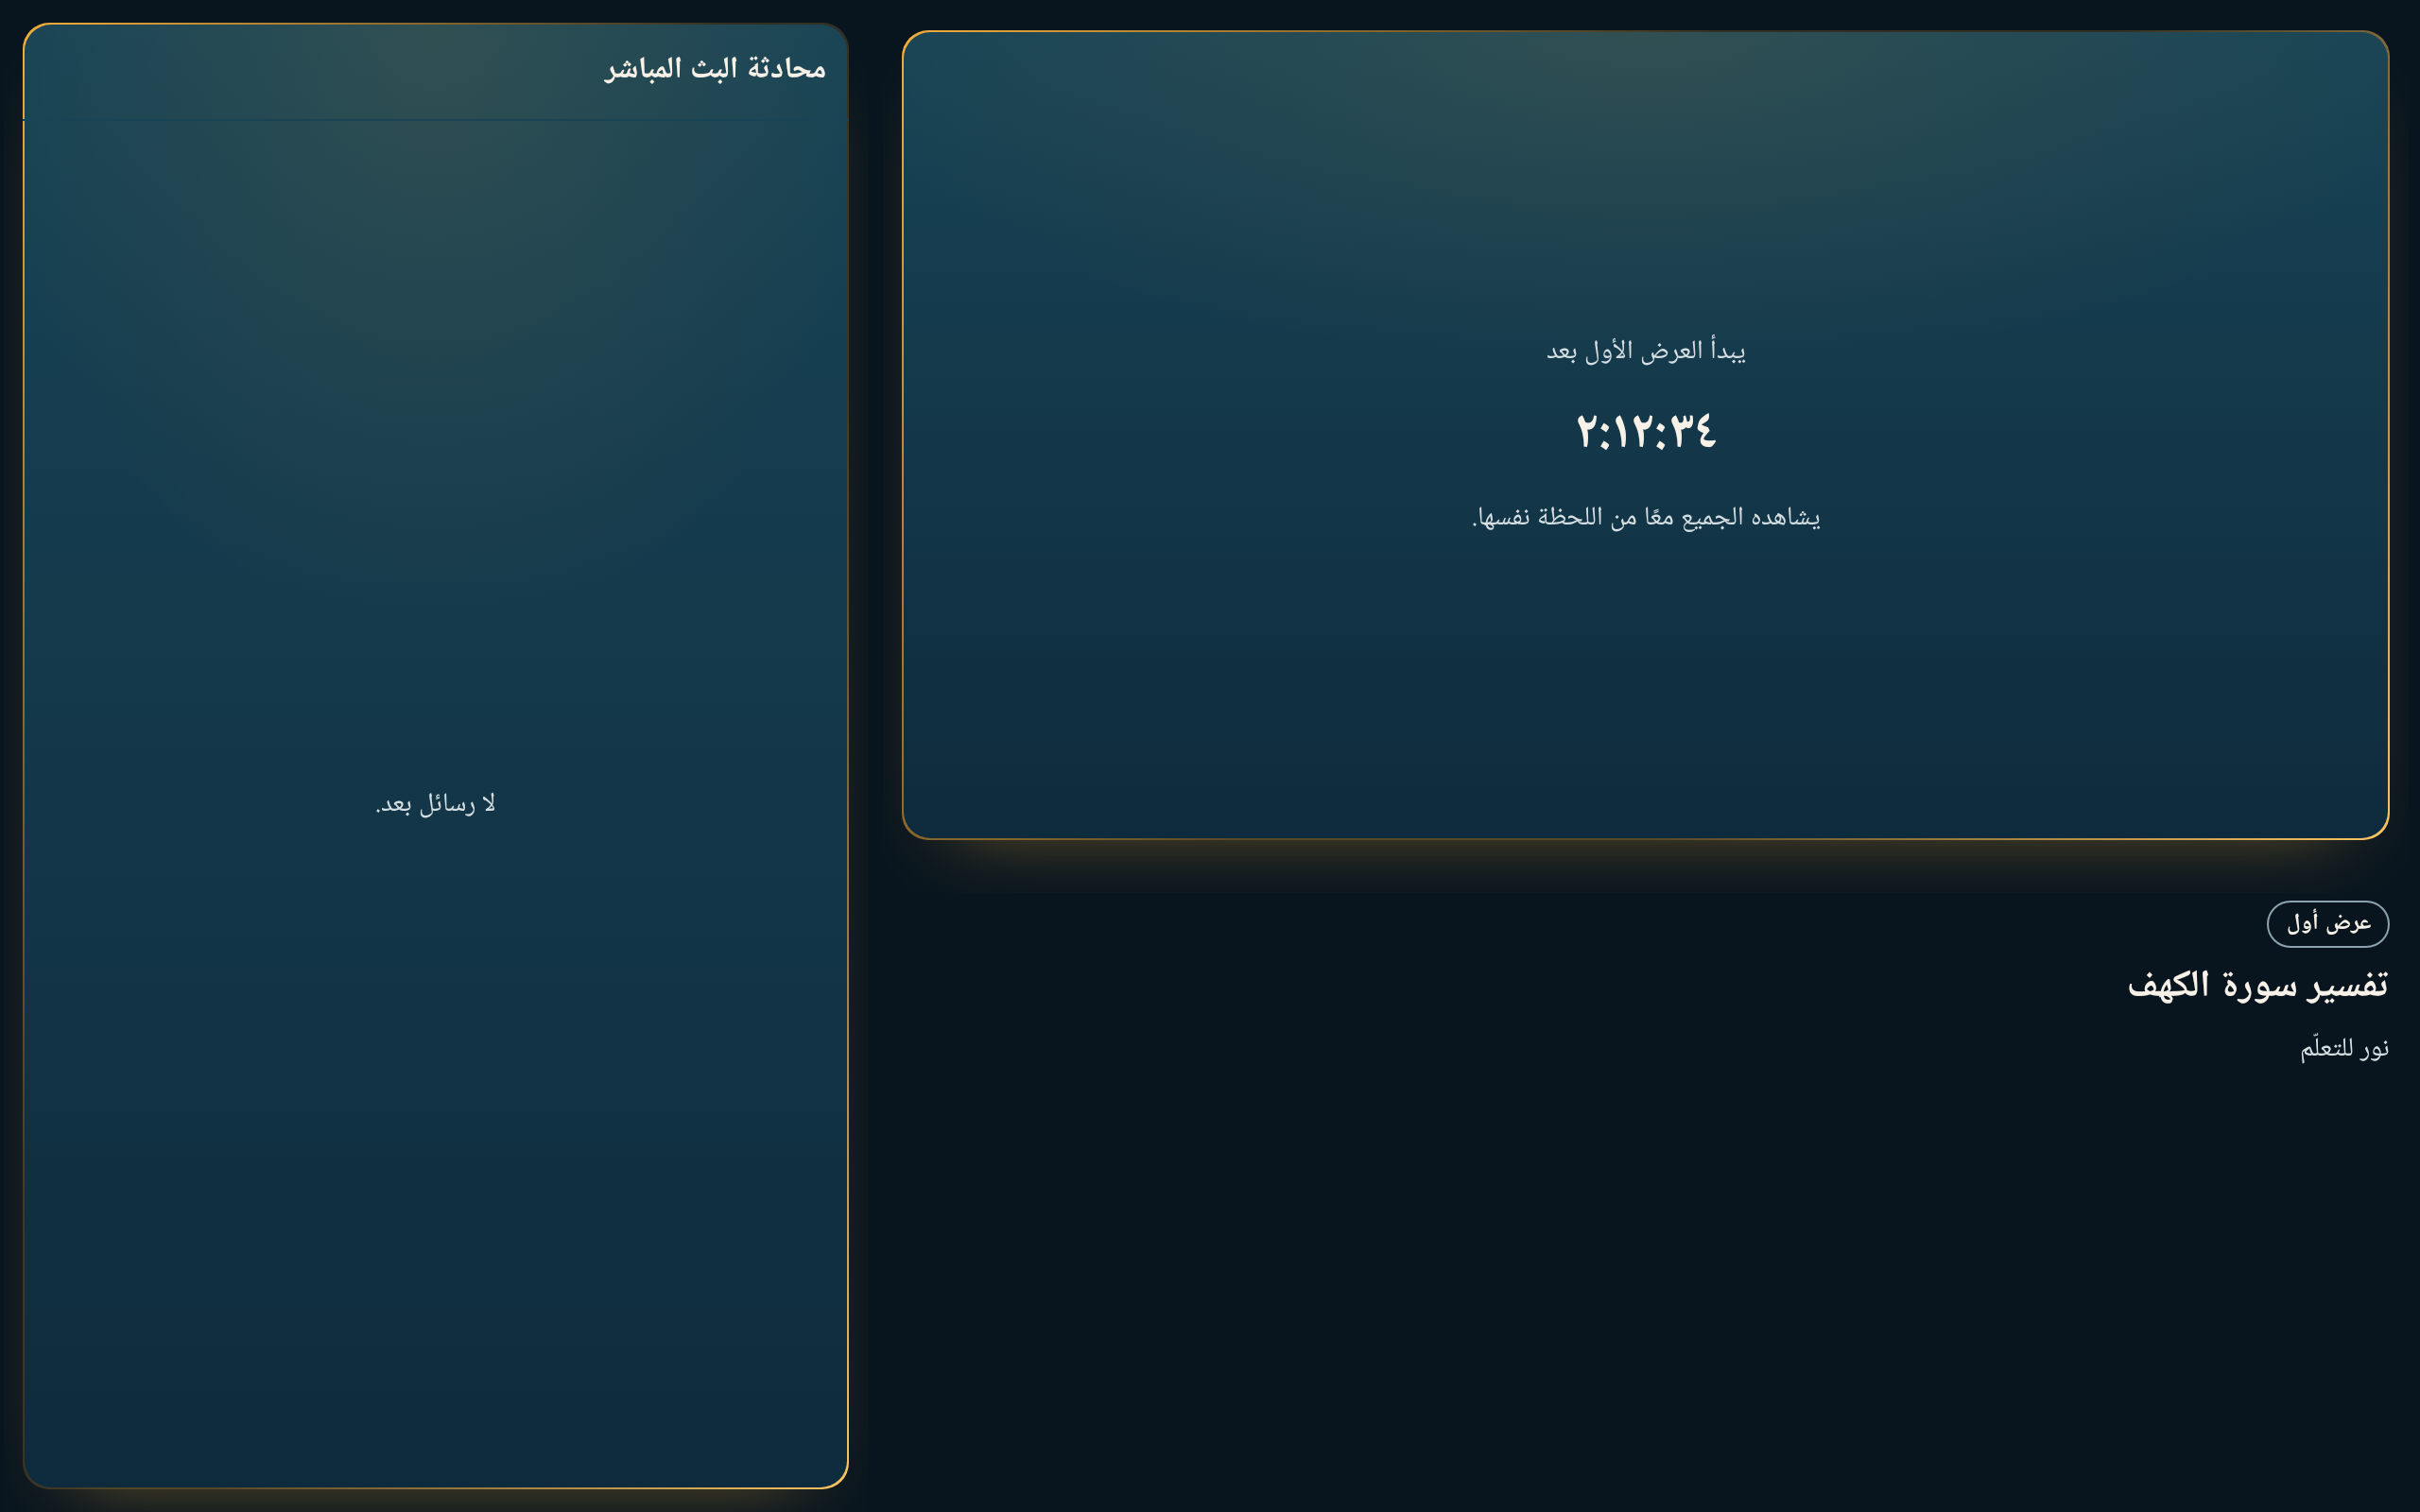 يبدأ العرض الأول بعد
٢:١٢:٣٤
يشاهده الجميع معًا من اللحظة نفسها.
عرض أول
تفسير سورة الكهف
نور للتعلّم
محادثة البث المباشر
لا رسائل بعد.